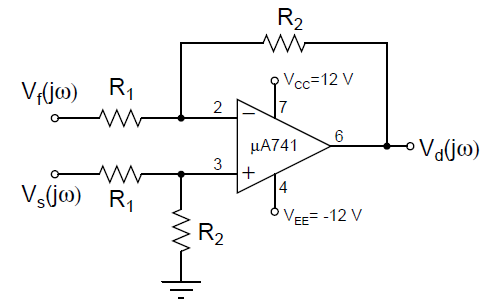 R2
Vf(jω) R1
VCC=12 V
2
7
μA741
6
Vd(jω)
3
4
Vs(jω) R1
VEE= -12 V
R2